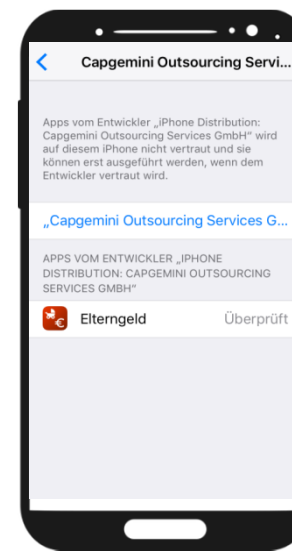 Capgemini Outsourcing Servi...
Apps vom Entwickler „iPhone Distribution:
Capgemini Outsourcing Services GmbH“ wird
auf diesem iPhone nicht vertraut und sie
können erst ausgeführt werden, wenn dem
Entwickler vertraut wird.
„Capgemini Outsourcing Services G...
APPS VOM ENTWICKLER „IPHONE
DISTRIBUTION: CAPGEMINI OUTSOURCING
SERVICES GMBH“
Elterngeld Überprüft